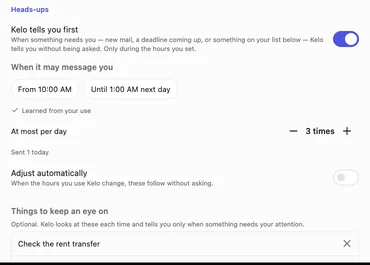 Heads-ups
Kelo tells you first
When something needs you — new mail, a deadline coming up, or something on your list below — Kelo
tells you without being asked. Only during the hours you set.
When it may message you
From 10:00 AM
Until 1:00 AM next day
Learned from your use
At most per day
3 times
Sent 1 today
Adjust automatically
When the hours you use Kelo change, these follow without asking.
Things to keep an eye on
Optional. Kelo looks at these each time and tells you only when something needs your attention.
Check the rent transfer